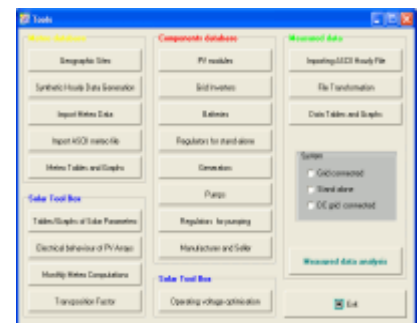 Tools
Meteo database
Geographic Sites
Synthetic Hourly Data Generation
Import Meteo Data
Import ASCII meteo file
Meteo Tables and Graphs
Solar Tool Box
Tables/Graphs of Solar Parameters
Electrical behaviour of PV Arrays
Monthly Meteo Computations
Transposition Factor
Components database
PV modules
Grid Inverters
Batteries
Regulators for stand-alone
Generators
Pumps
Regulators for pumping
Manufacturer and Seller
Solar Tool Box
Operating voltage optimisation
Measured data
Importing ASCII Hourly File
File Transformation
Data Tables and Graphs
System
Grid connected
Stand alone
DC grid connected
Measured data analysis
Exit